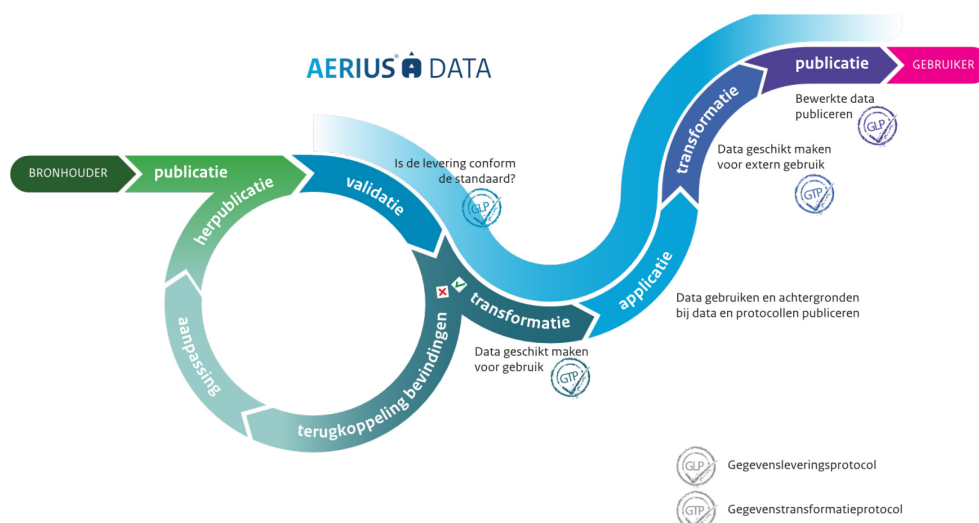 AERIUS® DATA
publicatie
GEBRUIKER
Bewerkte data
publiceren
GLP
transformatie
Data geschikt maken
voor extern gebruik
GTP
BRONHOUDER
publicatie
herpublicatie
validatie
Is de levering conform
de standaard?
GLP
applicatie
Data gebruiken en achtergronden
bij data en protocollen publiceren
transformatie
Data geschikt maken
voor gebruik
GTP
aanpassing
terugkoppeling bevindingen
GLP
Gegevensleveringsprotocol
GTP
Gegevenstransformatieprotocol